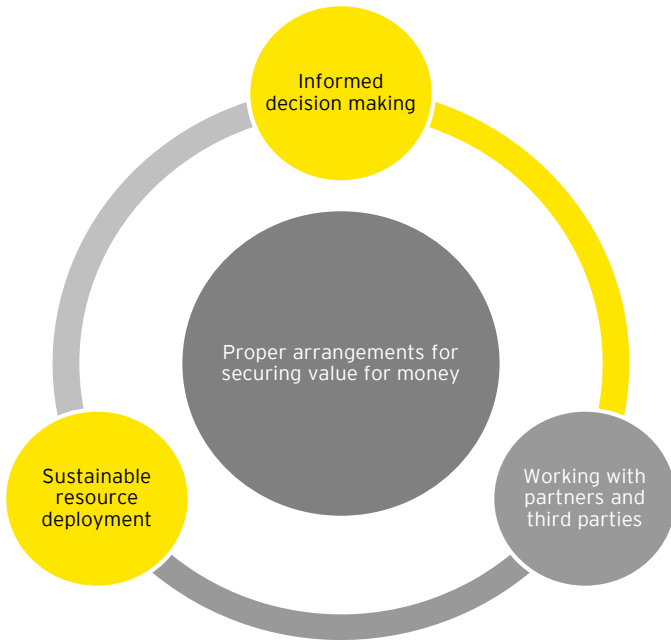 Informed
decision making
Proper arrangements for
securing value for money
Sustainable
resource
deployment
Working with
partners and
third parties